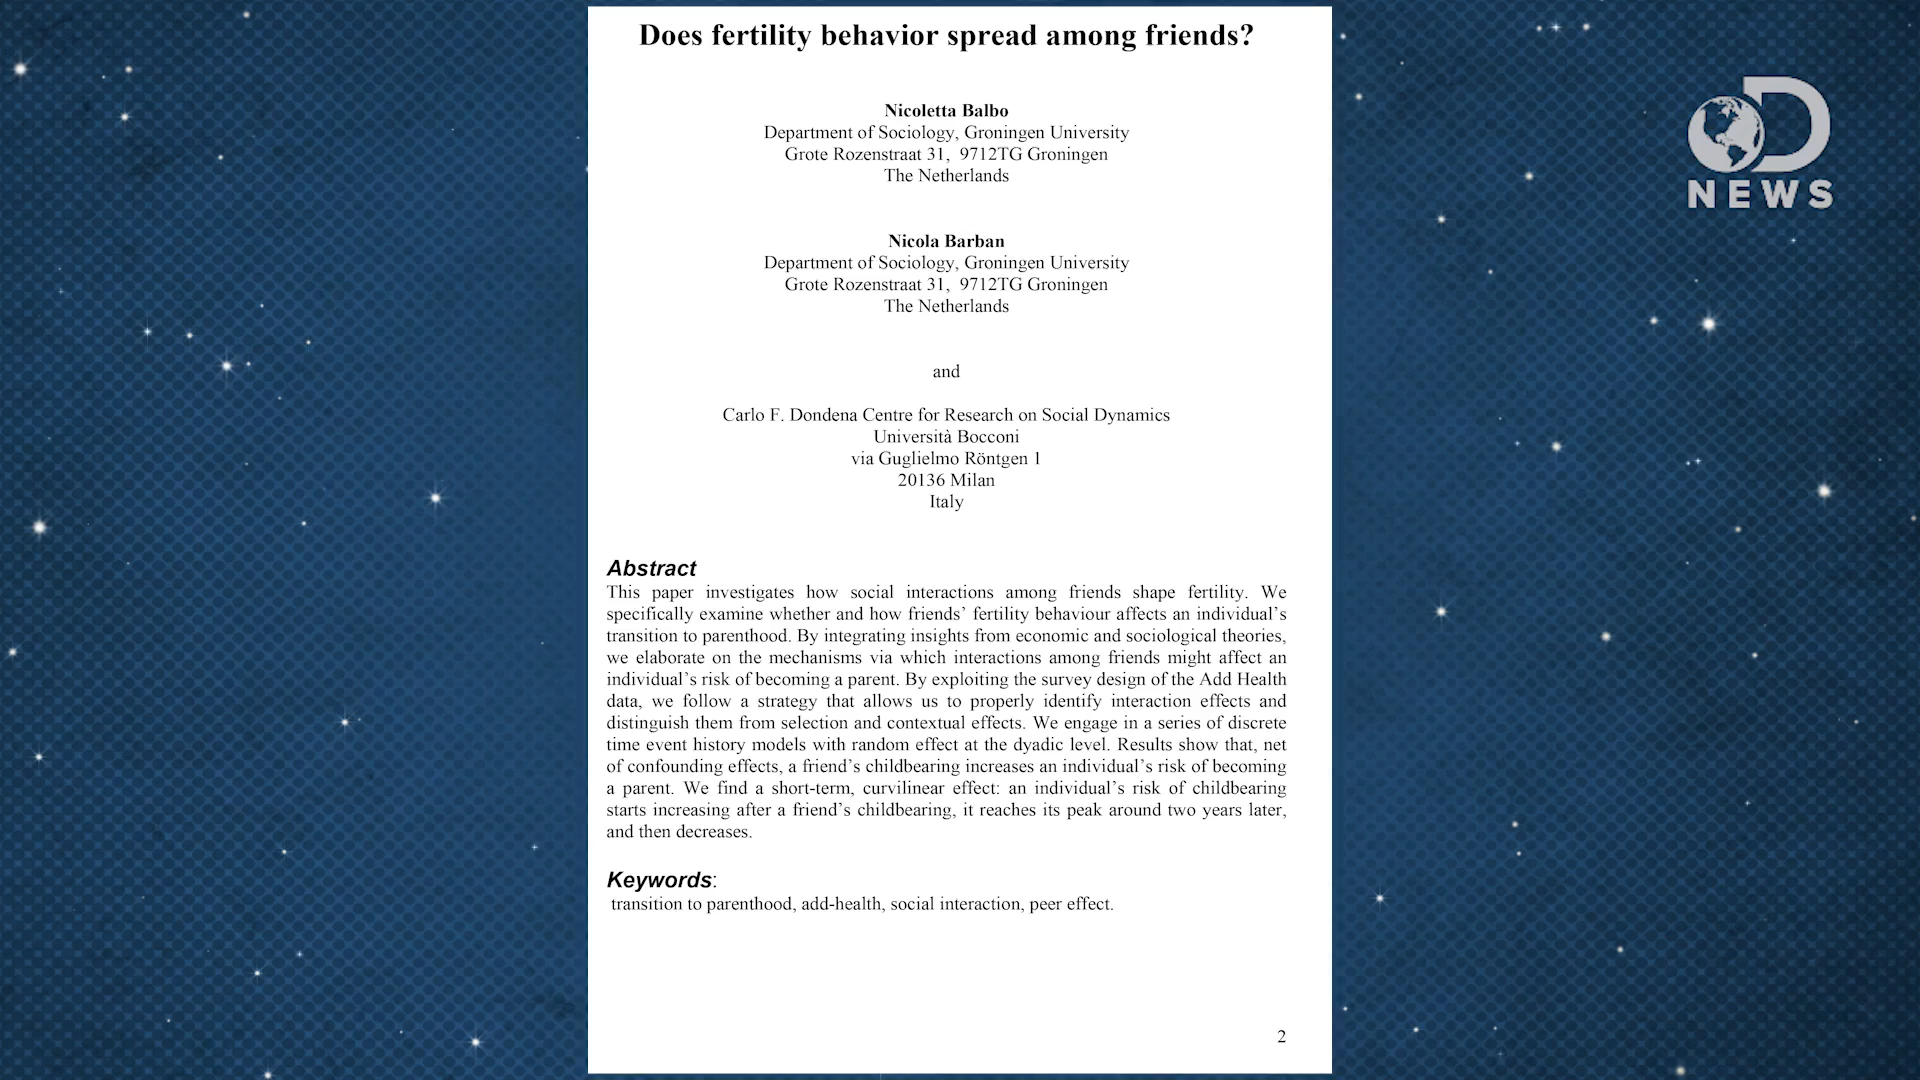 Does fertility behavior spread among friends?
Nicoletta Balbo
Department of Sociology, Groningen University
Grote Rozenstraat 31, 9712TG Groningen
The Netherlands
Nicola Barban
Department of Sociology, Groningen University
Grote Rozenstraat 31, 9712TG Groningen
The Netherlands
and
Carlo F. Dondena Centre for Research on Social Dynamics
Università Bocconi
via Guglielmo Röntgen 1
20136 Milan
Italy
Abstract
This paper investigates how social interactions among friends shape fertility. We
specifically examine whether and how friends’ fertility behaviour affects an individual’s
transition to parenthood. By integrating insights from economic and sociological theories,
we elaborate on the mechanisms via which interactions among friends might affect an
individual’s risk of becoming a parent. By exploiting the survey design of the Add Health
data, we follow a strategy that allows us to properly identify interaction effects and
distinguish them from selection and contextual effects. We engage in a series of discrete
time event history models with random effect at the dyadic level. Results show that, net
of confounding effects, a friend’s childbearing increases an individual’s risk of becoming
a parent. We find a short-term, curvilinear effect: an individual’s risk of childbearing
starts increasing after a friend’s childbearing, it reaches its peak around two years later,
and then decreases.
Keywords:
transition to parenthood, add-health, social interaction, peer effect.
2
D
NEWS